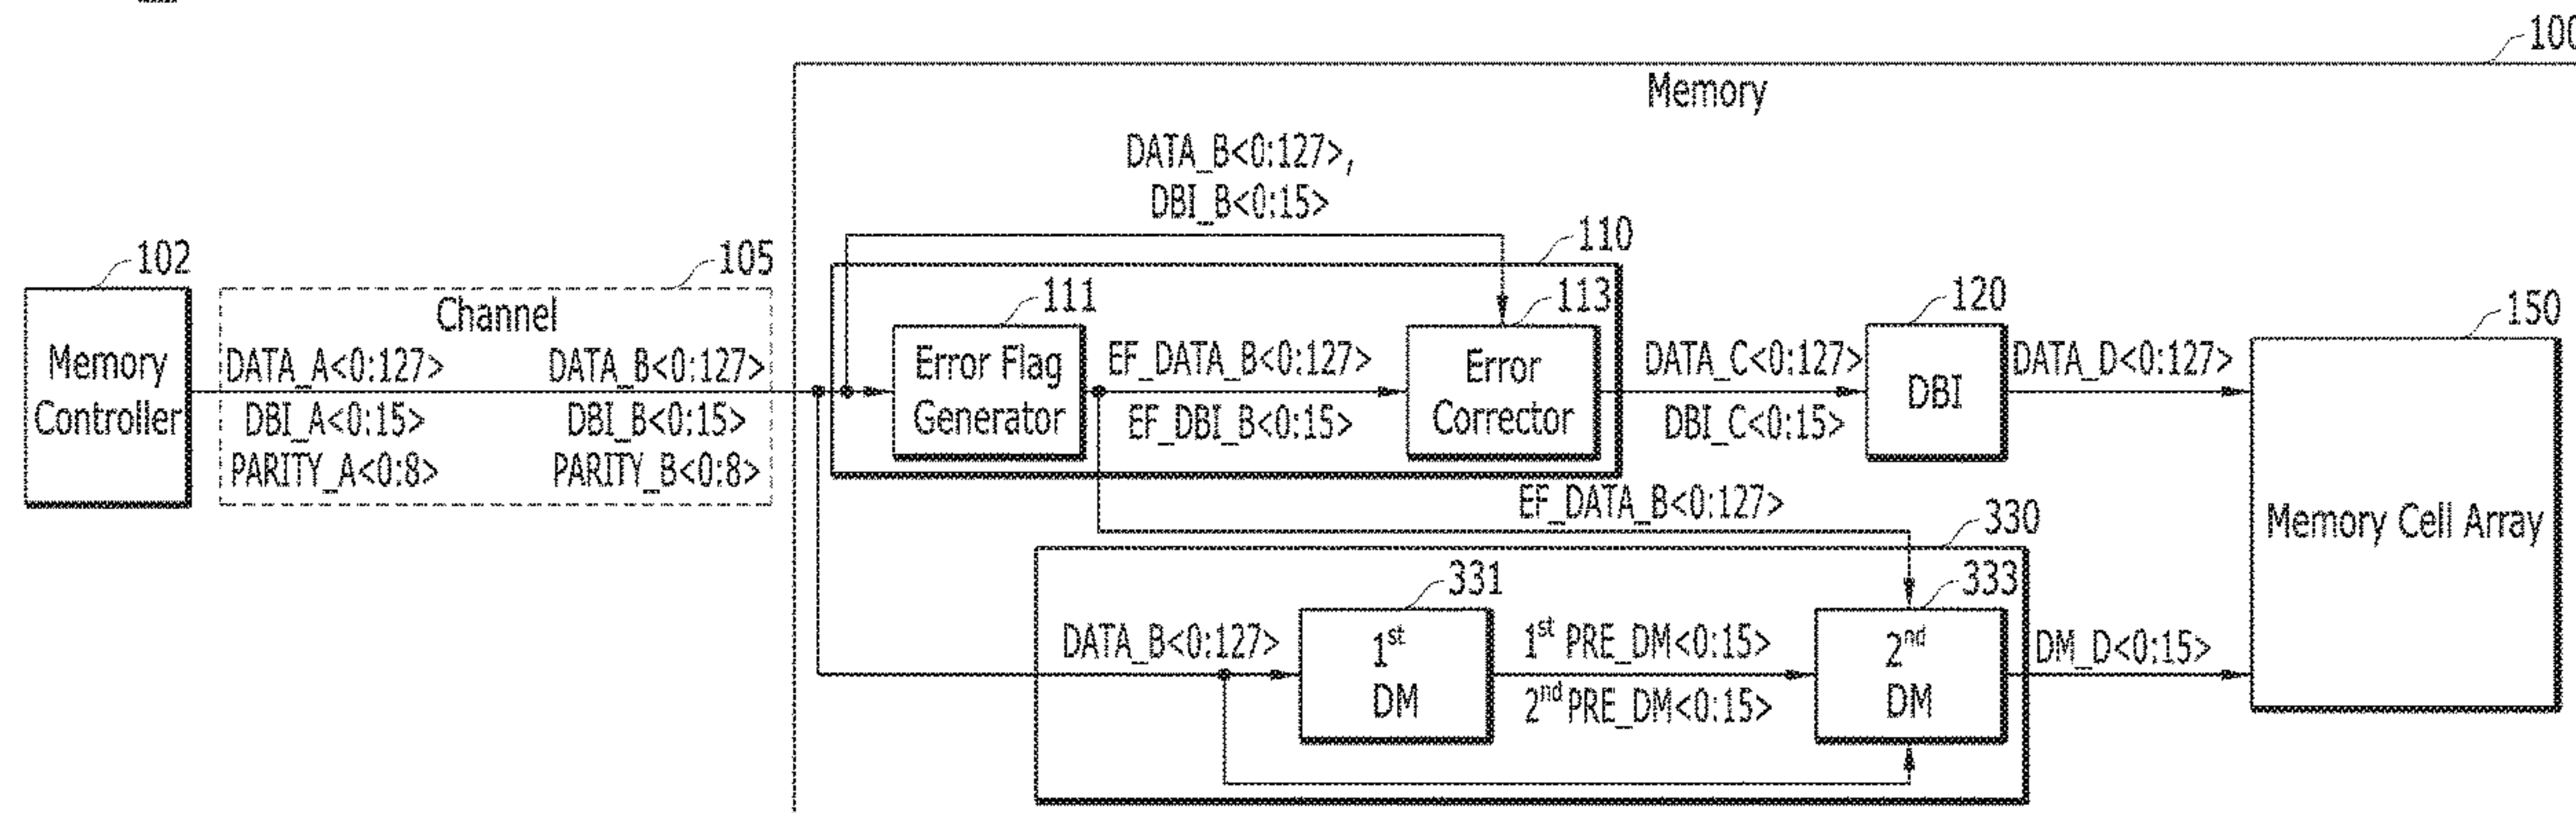 100
Memory
DATA_B<0:127>,
DBI_B<0:15>
102
105
110
Channel
111
113
120
150
Memory
Controller
DATA_A<0:127>
DATA_B<0:127>
DBI_A<0:15>
DBI_B<0:15>
PARITY_A<0:8>
PARITY_B<0:8>
Error Flag
Generator
EF_DATA_B<0:127>
EF_DBI_B<0:15>
Error
Corrector
DATA_C<0:127>
DBI_C<0:15>
DBI
DATA_D<0:127>
Memory Cell Array
EF_DATA_B<0:127>
330
331
333
DATA_B<0:127>
1st
DM
1st PRE_DM<0:15>
2nd PRE_DM<0:15>
2nd
DM
DM_D<0:15>